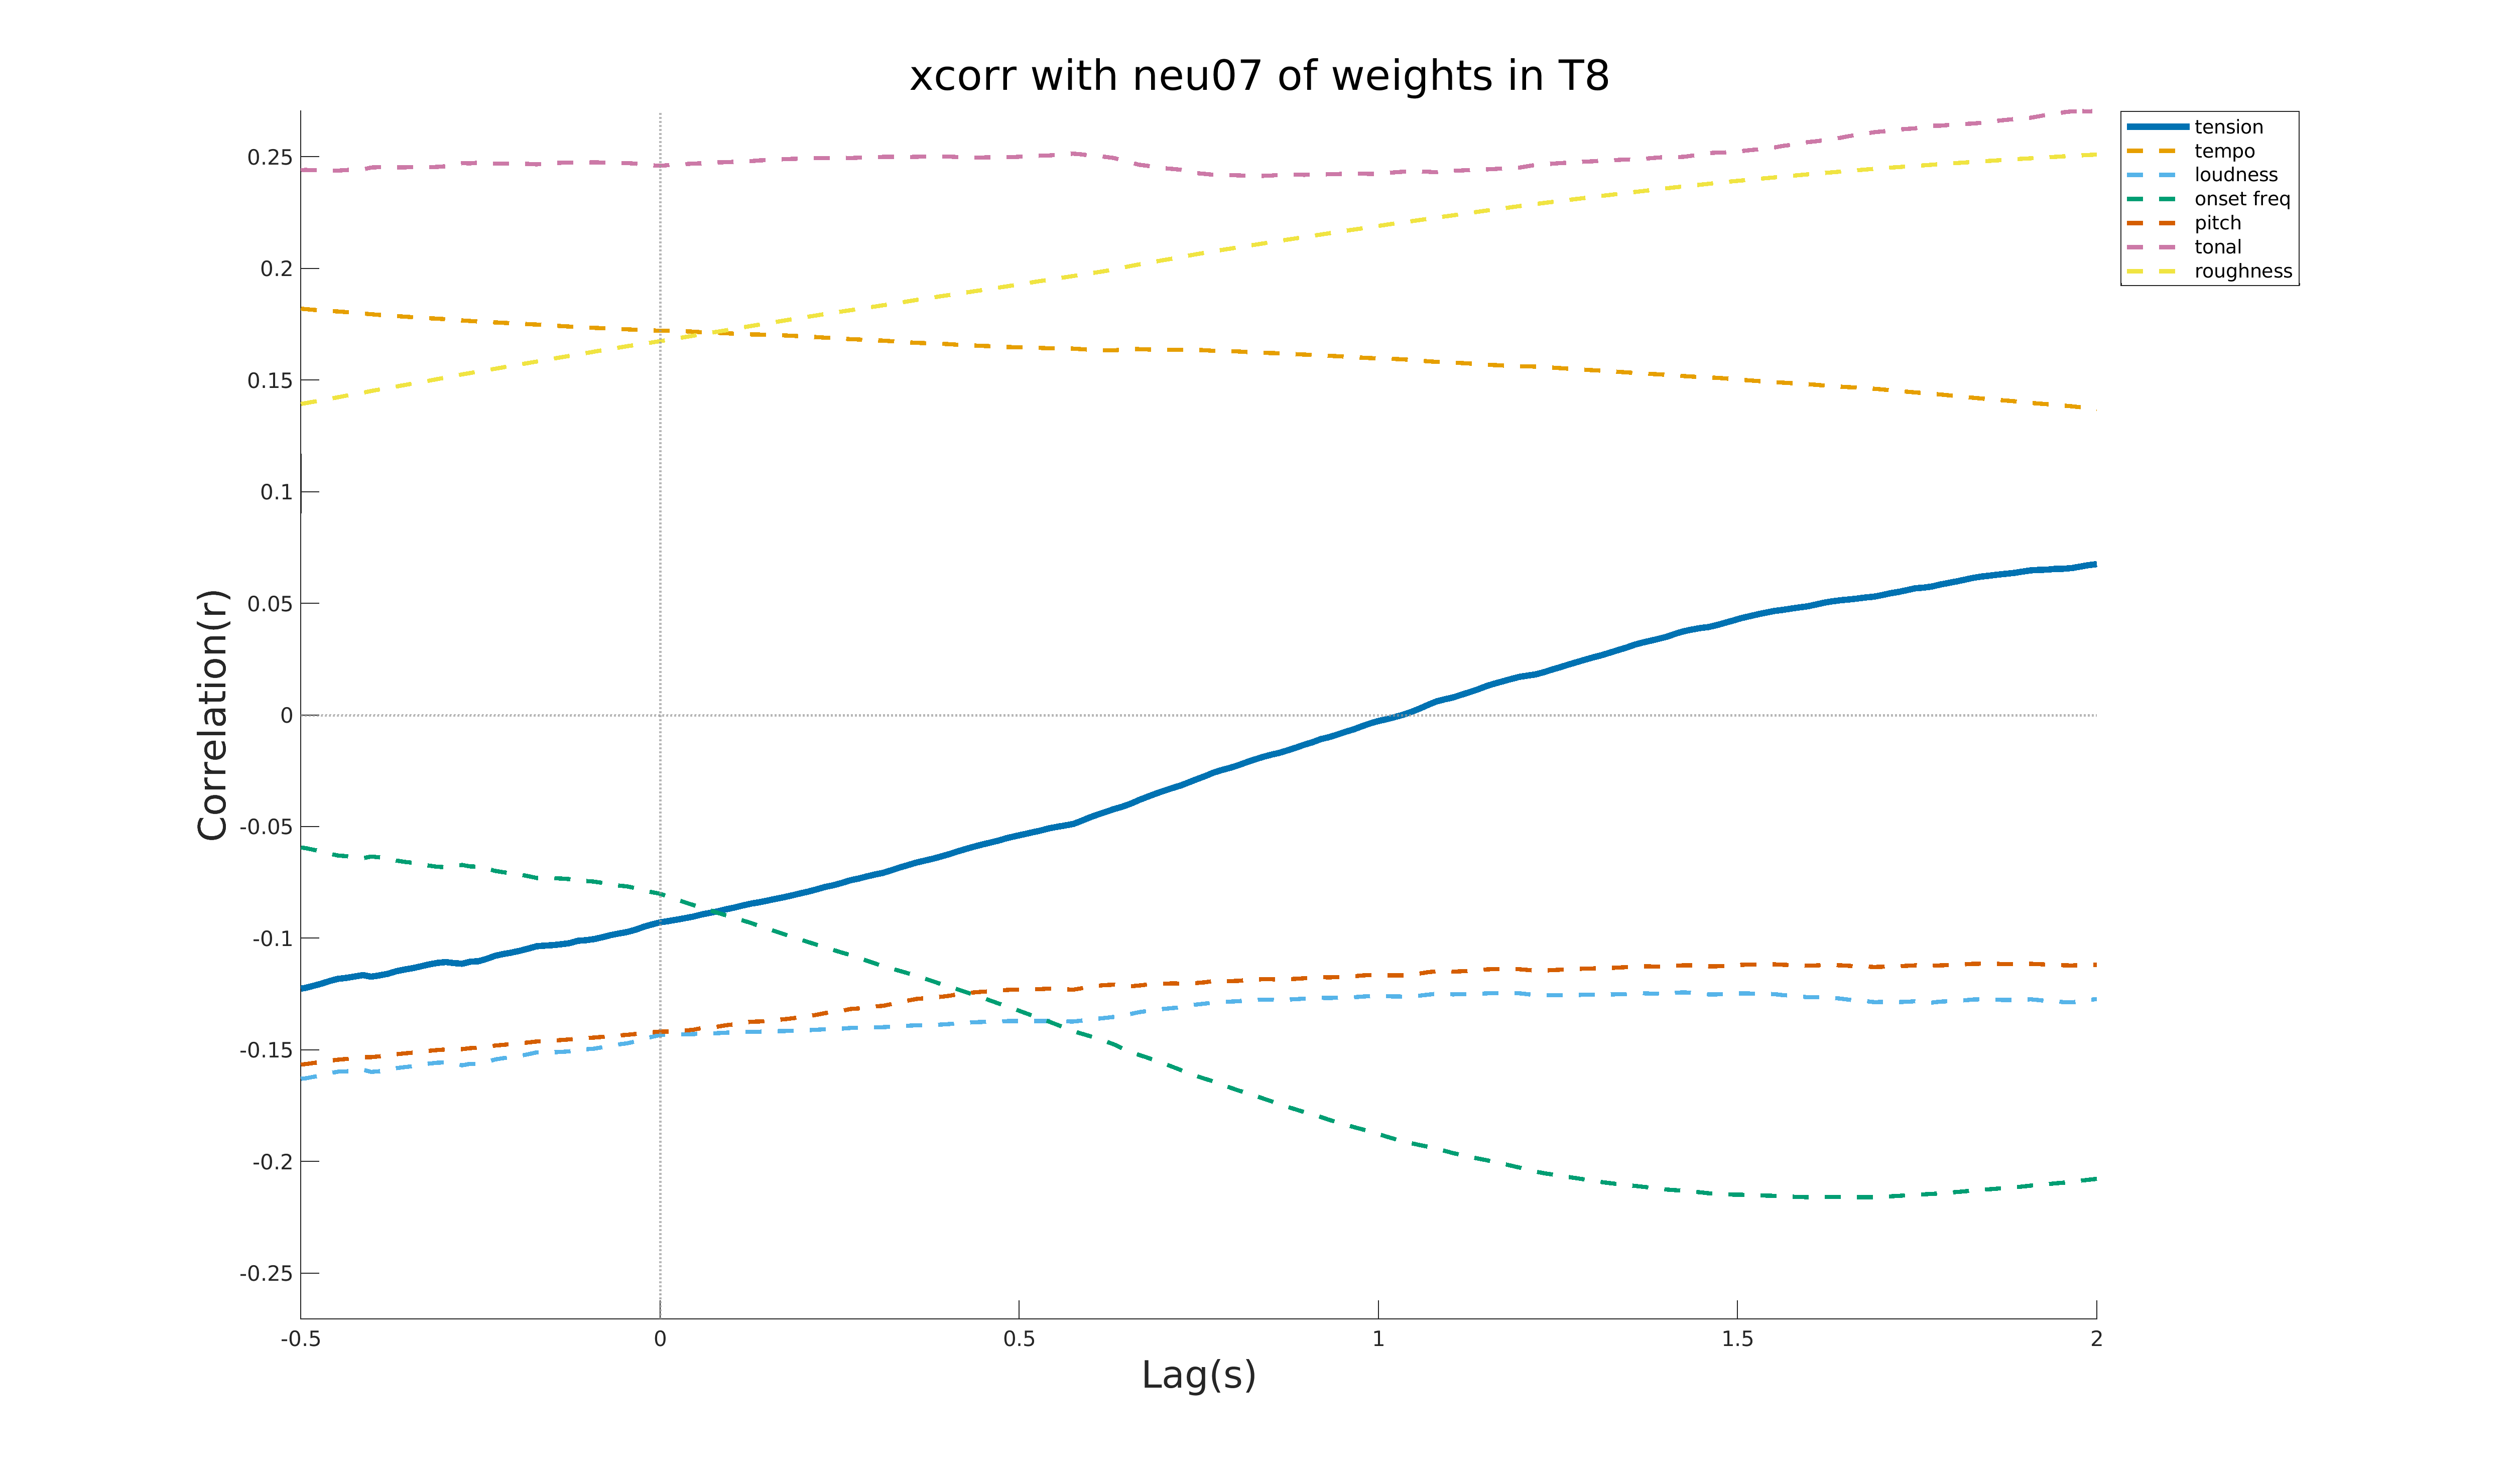 xcorr with neu07 of weights in T8
tension
tempo
loudness
onset freq
pitch
tonal
roughness
Correlation(r)
0.25
0.2
0.15
0.1
0.05
0
-0.05
-0.1
-0.15
-0.2
-0.25
-0.5
0
0.5
1
1.5
2
Lag(s)